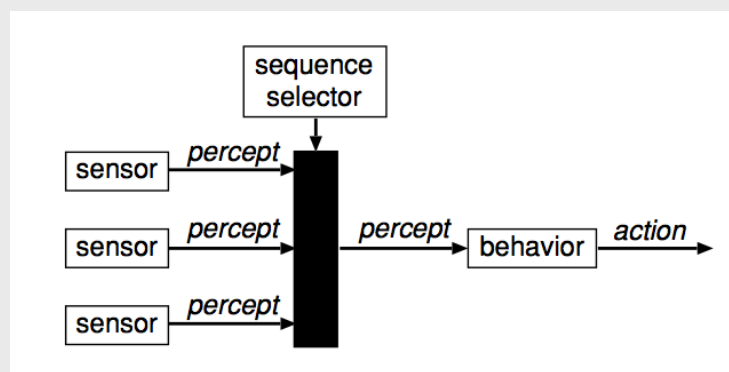 sequence
selector
percept
sensor
percept
percept
action
sensor
behavior
percept
sensor